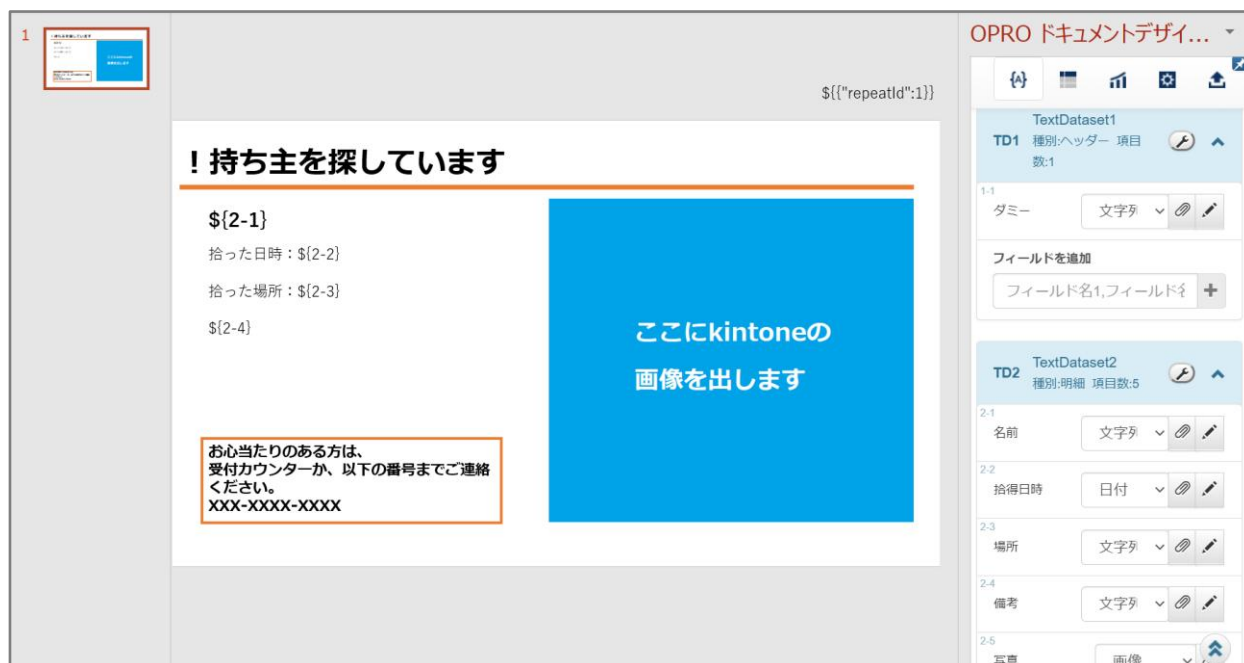 1
${{"repeatId":1}}
！持ち主を探しています
${2-1}
拾った日時：${2-2}
拾った場所：${2-3}
${2-4}
お心当たりのある方は、
受付カウンターか、以下の番号までご連絡
ください。
XXX-XXXX-XXXX
ここにkintoneの
画像を出します
OPRO ドキュメントデザイ...
{A}
TextDataset1
TD1 種別:ヘッダー 項目
数:1
1-1
ダミー 文字列
フィールドを追加
フィールド名1,フィールド名
TextDataset2
TD2 種別:明細 項目数:5
2-1
名前 文字列
2-2
拾得日時 日付
2-3
場所 文字列
2-4
備考 文字列
2-5
写真 画像